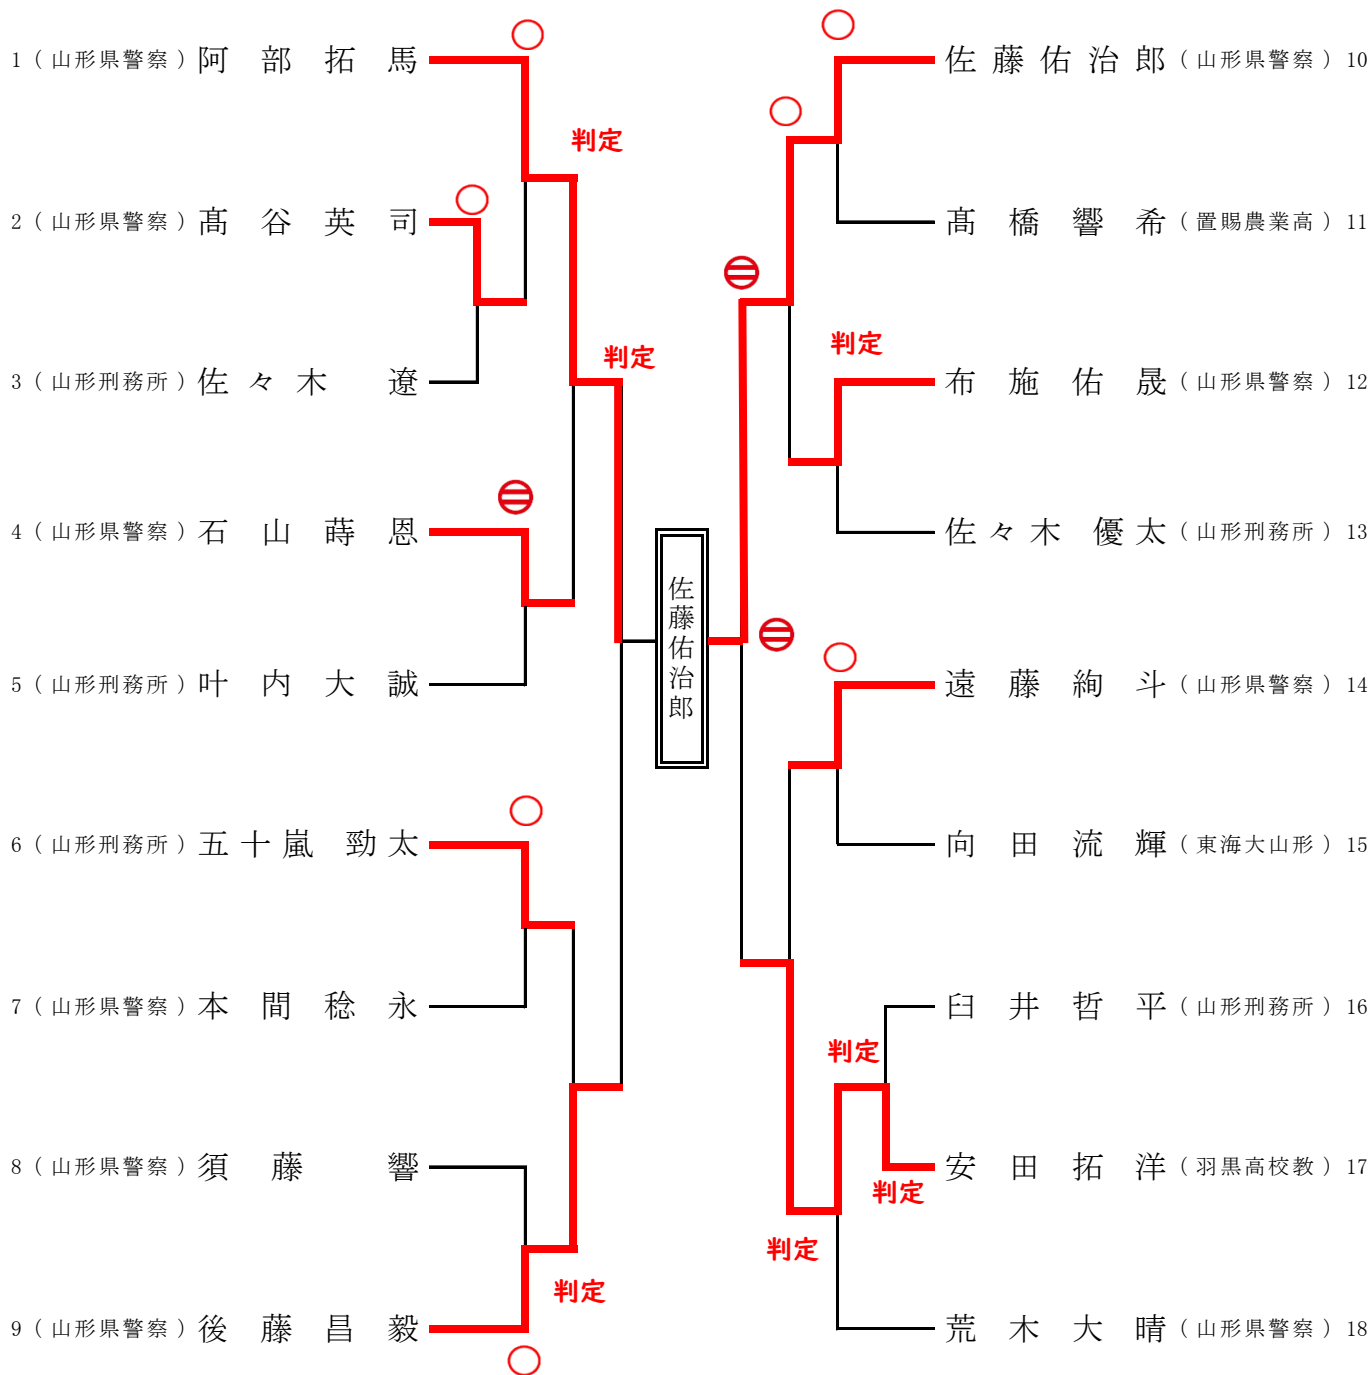 1(山形県警察)阿部拓馬
2(山形県警察)髙谷英司
3(山形刑務所)佐々木 遼
4(山形県警察)石山蒔恩
5(山形刑務所)叶内大誠
6(山形刑務所)五十嵐 勁太
7(山形県警察)本間稔永
8(山形県警察)須藤 響
9(山形県警察)後藤昌毅
判定
判定
判定
佐藤佑治郎
佐藤佑治郎(山形県警察)10
髙橋響希(置賜農業高)11
判定
布施佑晟(山形県警察)12
佐々木 優太(山形刑務所)13
遠藤絢斗(山形県警察)14
向田流輝(東海大山形)15
臼井哲平(山形刑務所)16
判定
安田拓洋(羽黒高校教)17
判定
判定
荒木大晴(山形県警察)18